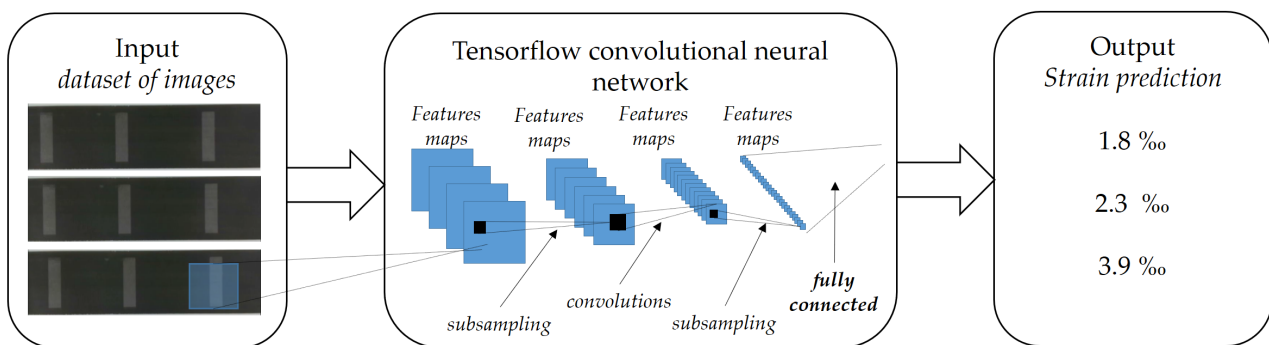 Input
dataset of images
Tensorflow convolutional neural
network
Features
maps
Features
maps
Features
maps
Features
maps
subsampling
convolutions
subsampling
fully
connected
Output
Strain prediction
1.8 ‰
2.3 ‰
3.9 ‰